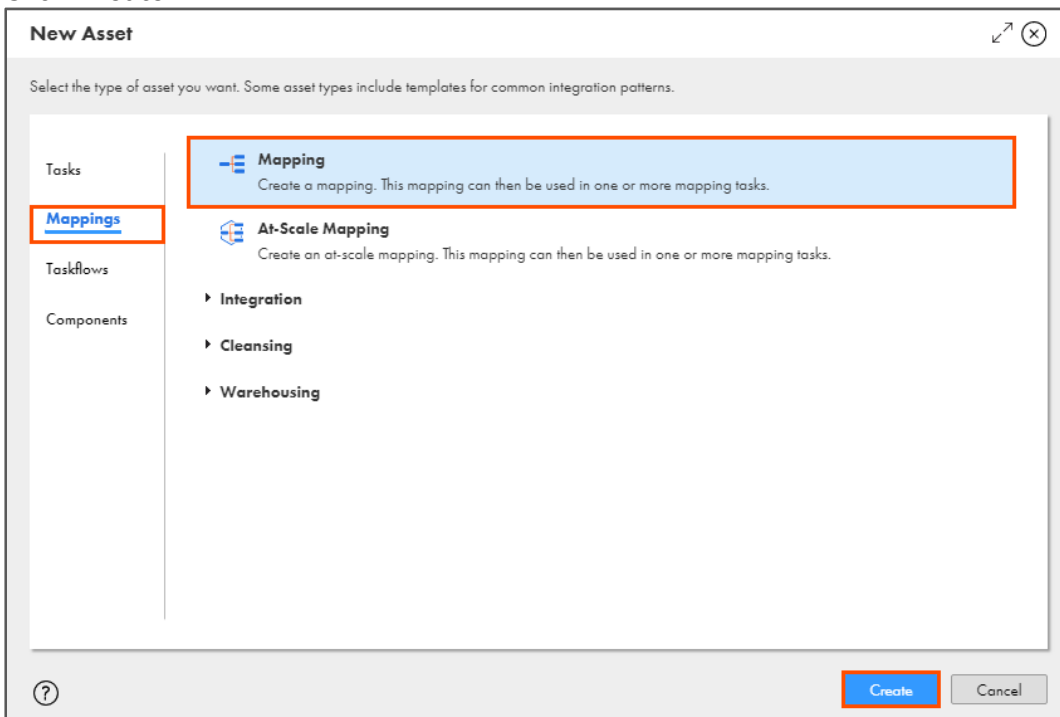 New Asset
Select the type of asset you want. Some asset types include templates for common integration patterns.
Tasks
Mappings
Taskflows
Components
Mapping
Create a mapping. This mapping can then be used in one or more mapping tasks.
At-Scale Mapping
Create an at-scale mapping. This mapping can then be used in one or more mapping tasks.
Integration
Cleansing
Warehousing
?
Create
Cancel